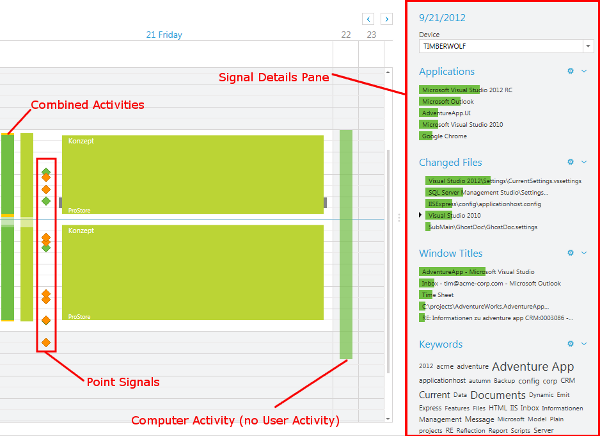 21 Friday
22
23
Signal Details Pane
Combined Activities
Konzept
ProStore
Konzept
ProStore
Point Signals
Computer Activity (no User Activity)
9/21/2012
Device
TIMBERWOLF
Applications
Microsoft Visual Studio 2012 RC
Microsoft Outlook
AdventureApp.UI
Microsoft Visual Studio 2010
Google Chrome
Changed Files
Visual Studio 2012\Settings\CurrentSettings.vssettings
SQL Server Management Studio\Settings...
IISExpress\config\applicationhost.config
Visual Studio 2010
SubMain\GhostDoc\GhostDoc.settings
Window Titles
AdventureApp - Microsoft Visual Studio
Inbox - tim@acme-corp.com - Microsoft Outlook
Time Sheet
C:\projects\AdventureWorks.AdventureApp...
RE: Informationen zu adventure app CRM:0003086 -...
Keywords
2012 acme adventure Adventure App
applicationhost autumn Backup config corp CRM
Current Data Documents Dynamic Emit
Express Features Files HTML IIS Inbox Informationen
Management Message Microsoft Model Plain
projects RE Reflection Report Scripts Server